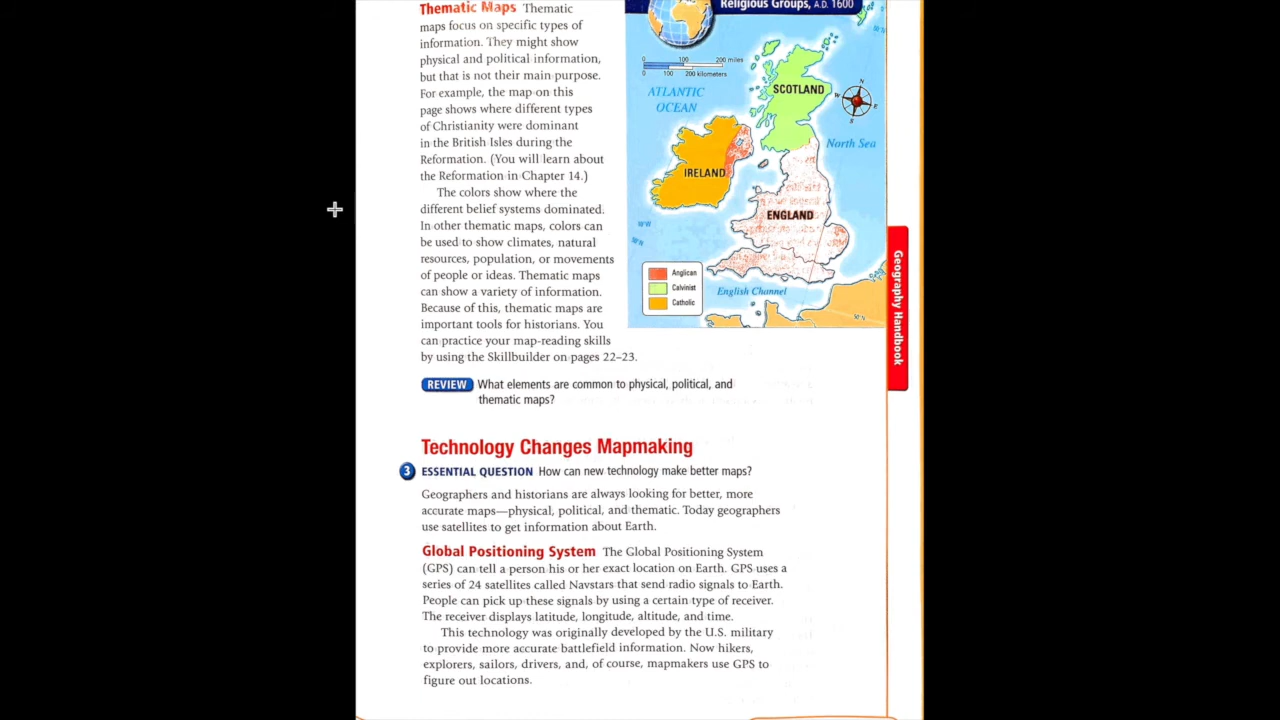 Thematic Maps Thematic
maps focus on specific types of
information. They might show
physical and political information,
but that is not their main purpose.
For example, the map on this
page shows where different types
of Christianity were dominant
in the British Isles during the
Reformation. (You will learn about
the Reformation in Chapter 14.)
The colors show where the
different belief systems dominated.
In other thematic maps, colors can
be used to show climates, natural
resources, population, or movements
of people or ideas. Thematic maps
can show a variety of information.
Because of this, thematic maps are
important tools for historians. You
can practice your map-reading skills
by using the Skillbuilder on pages 22–23.
Religious Groups, A.D. 1600
0 100 200 miles
0 100 200 kilometers
ATLANTIC
OCEAN
SCOTLAND
N
W E
S
North Sea
IRELAND
ENGLAND
Anglican
Calvinist
Catholic
English Channel
Geography Handbook
REVIEW What elements are common to physical, political, and
thematic maps?
Technology Changes Mapmaking
3 ESSENTIAL QUESTION How can new technology make better maps?
Geographers and historians are always looking for better, more
accurate maps—physical, political, and thematic. Today geographers
use satellites to get information about Earth.
Global Positioning System The Global Positioning System
(GPS) can tell a person his or her exact location on Earth. GPS uses a
series of 24 satellites called Navstars that send radio signals to Earth.
People can pick up these signals by using a certain type of receiver.
The receiver displays latitude, longitude, altitude, and time.
This technology was originally developed by the U.S. military
to provide more accurate battlefield information. Now hikers,
explorers, sailors, drivers, and, of course, mapmakers use GPS to
figure out locations.